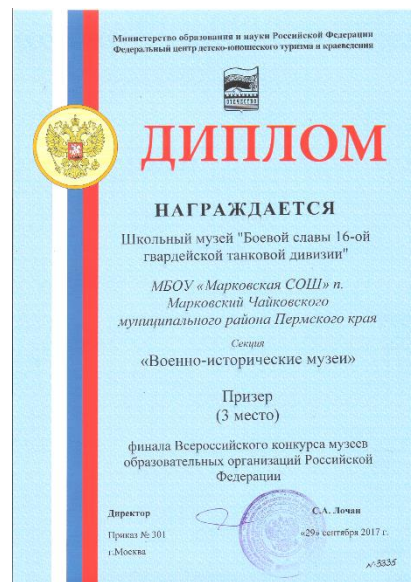 Министерство образования и науки Российской Федерации
Федеральный центр детско-юношеского туризма и краеведения
ОТЕЧЕСТВО
ДИПЛОМ
НАГРАЖДАЕТСЯ
Школьный музей "Боевой славы 16-ой
гвардейской танковой дивизии"
МБОУ «Марковская СОШ» п.
Марковский Чайковского
муниципального района Пермского края
Секция
«Военно-исторические музеи»
Призер
(3 место)
финала Всероссийского конкурса музеев
образовательных организаций Российской
Федерации
Директор С.А. Лочан
Приказ № 301 «29» сентября 2017 г.
г.Москва
№3335